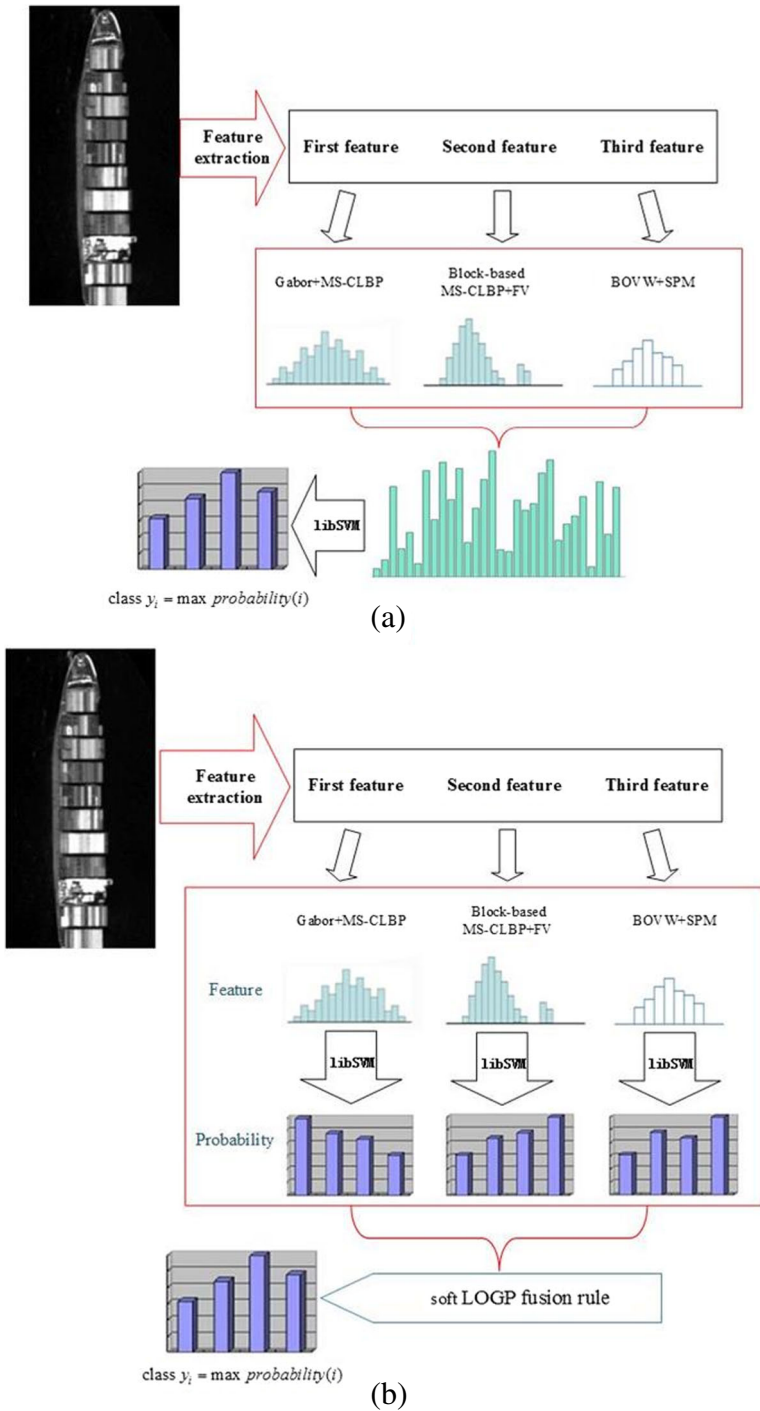 Feature
extraction
First feature Second feature Third feature
Gabor+MS-CLBP
Block-based
MS-CLBP+FV
BOVW+SPM
libSVM
class yᵢ = max probability(i)
(a)
Feature
extraction
First feature Second feature Third feature
Gabor+MS-CLBP
Block-based
MS-CLBP+FV
BOVW+SPM
Feature
libSVM libSVM libSVM
Probability
soft LOGP fusion rule
class yᵢ = max probability(i)
(b)